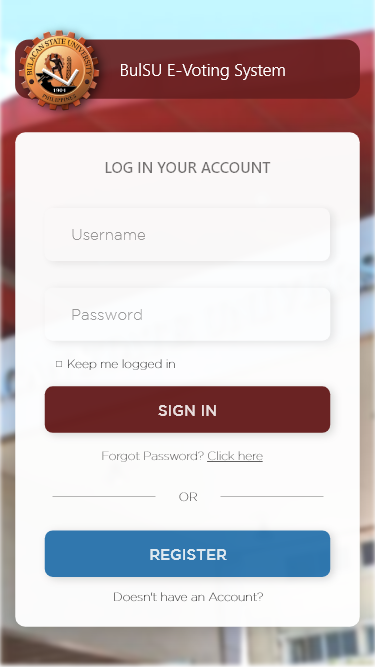 BULACAN STATE UNIVERSITY
1904
PHILIPPINES
BulSU E-Voting System
LOG IN YOUR ACCOUNT
Username
Password
Keep me logged in
SIGN IN
Forgot Password? Click here
OR
REGISTER
Doesn't have an Account?